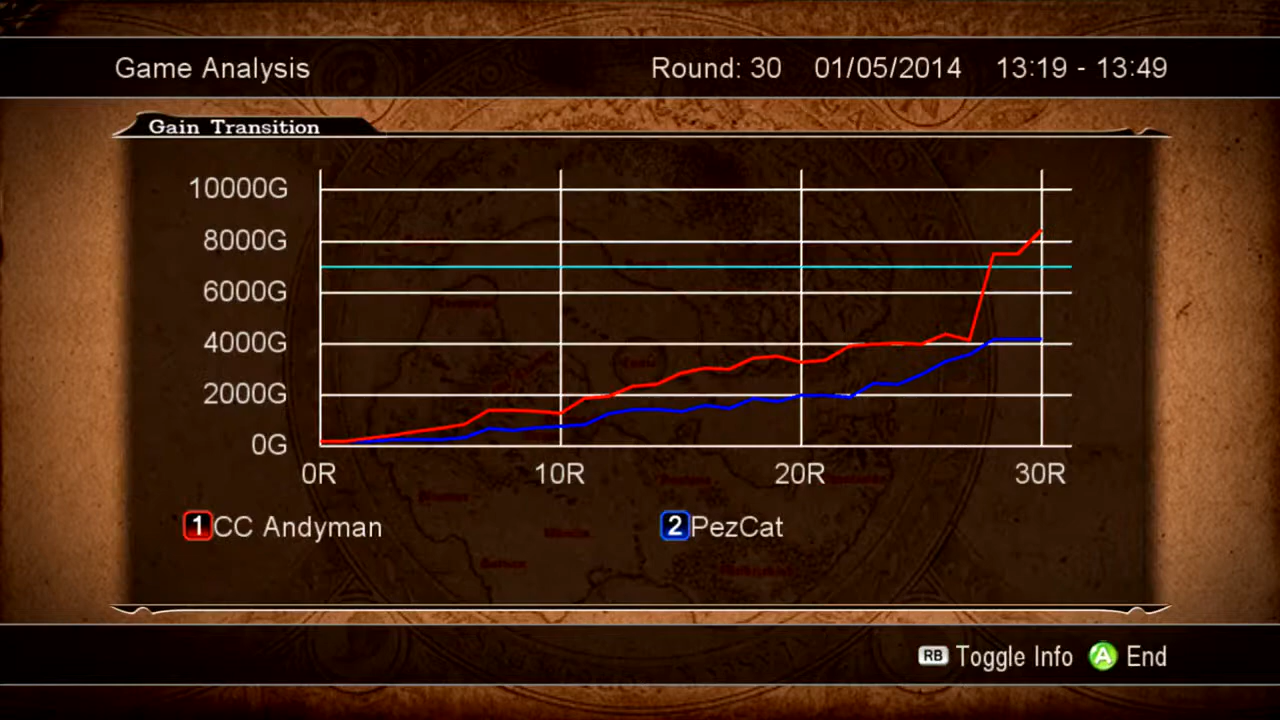 Game Analysis
Round: 30 01/05/2014 13:19 - 13:49
Gain Transition
10000G
8000G
6000G
4000G
2000G
0G
0R 10R 20R 30R
1 CC Andyman
2 PezCat
RB Toggle Info A End